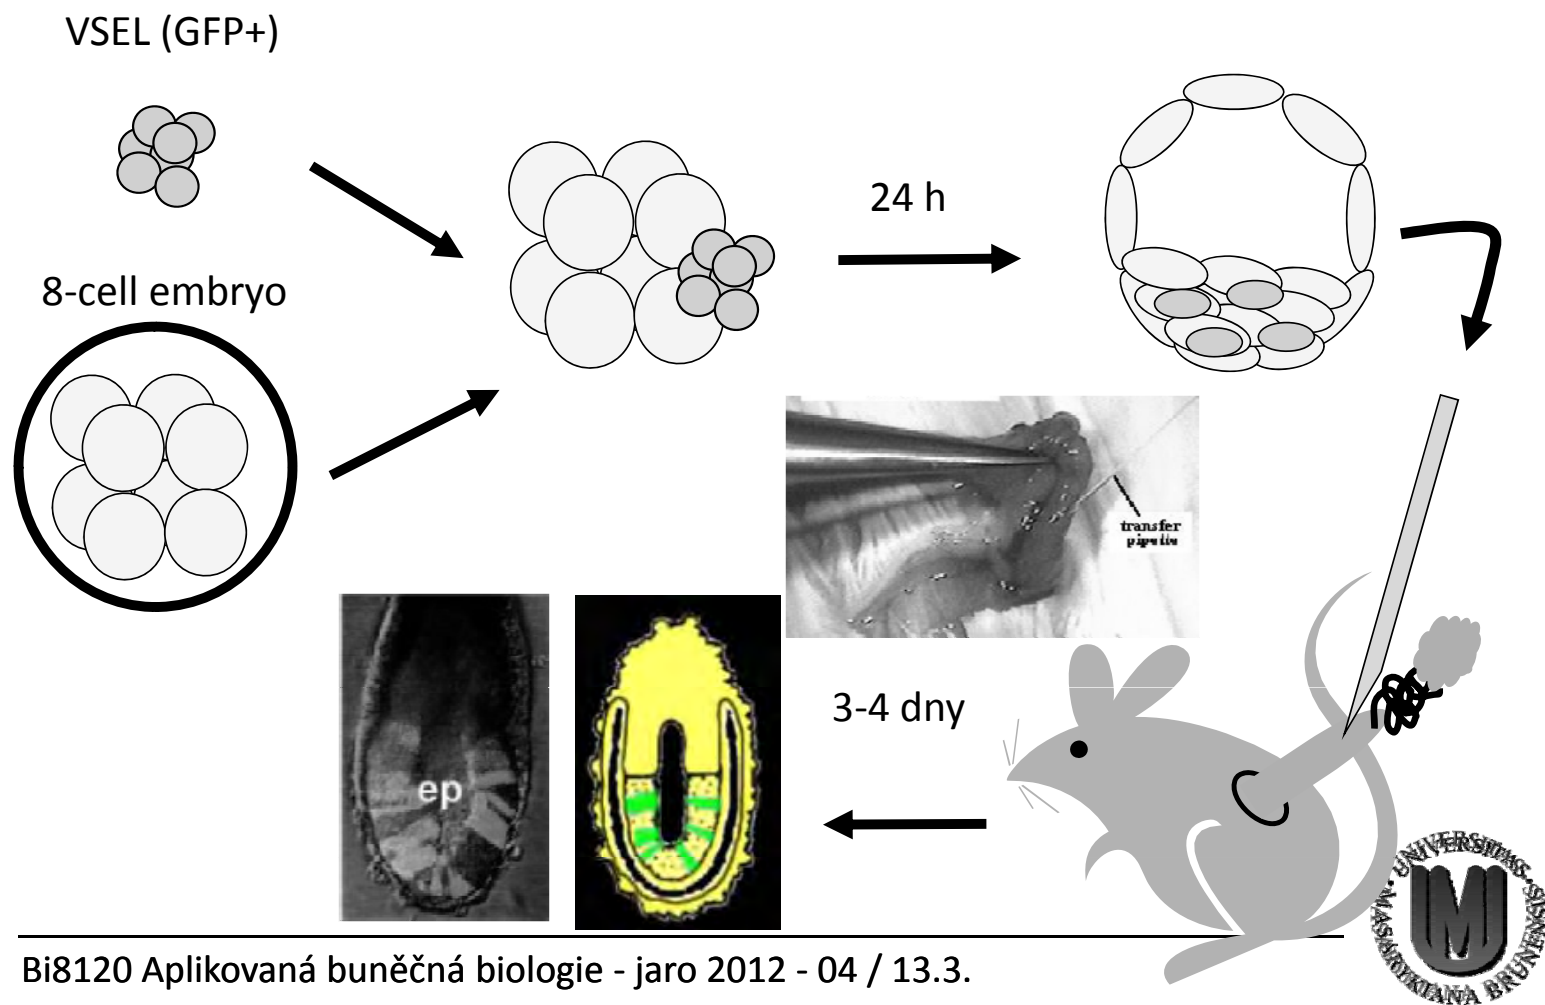 VSEL (GFP+)
8-cell embryo
24 h
transfer
pipette
ep
3-4 dny
Bi8120 Aplikovaná buněčná biologie - jaro 2012 - 04 / 13.3.
UNIVERSITAS · MASARYKIANA BRUNENSIS ·